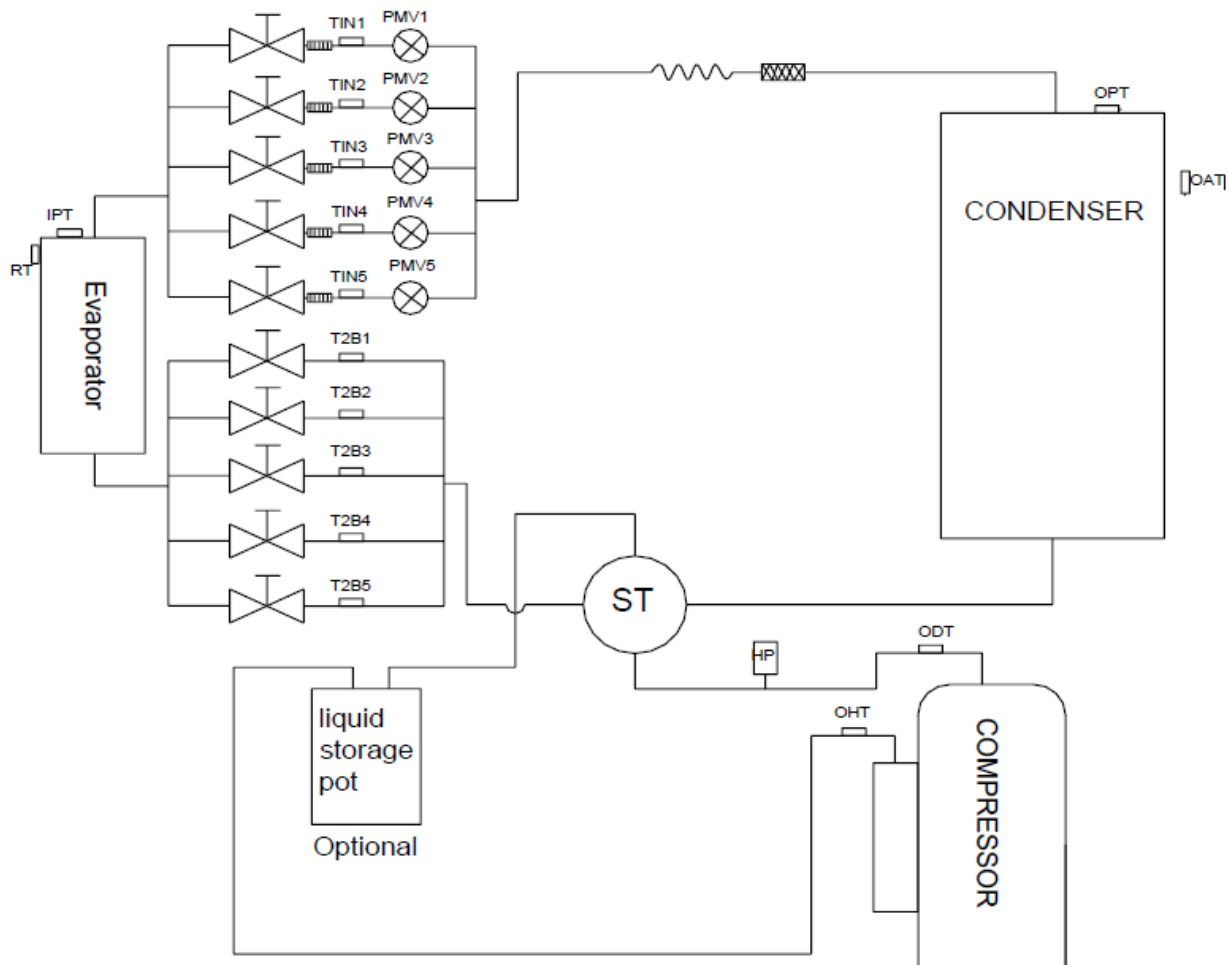 TIN1
PMV1
TIN2
PMV2
TIN3
PMV3
TIN4
PMV4
TIN5
PMV5
OPT
OAT
CONDENSER
IPT
RT
Evaporator
T2B1
T2B2
T2B3
T2B4
T2B5
ST
HP
ODT
OHT
liquid
storage
pot
Optional
COMPRESSOR